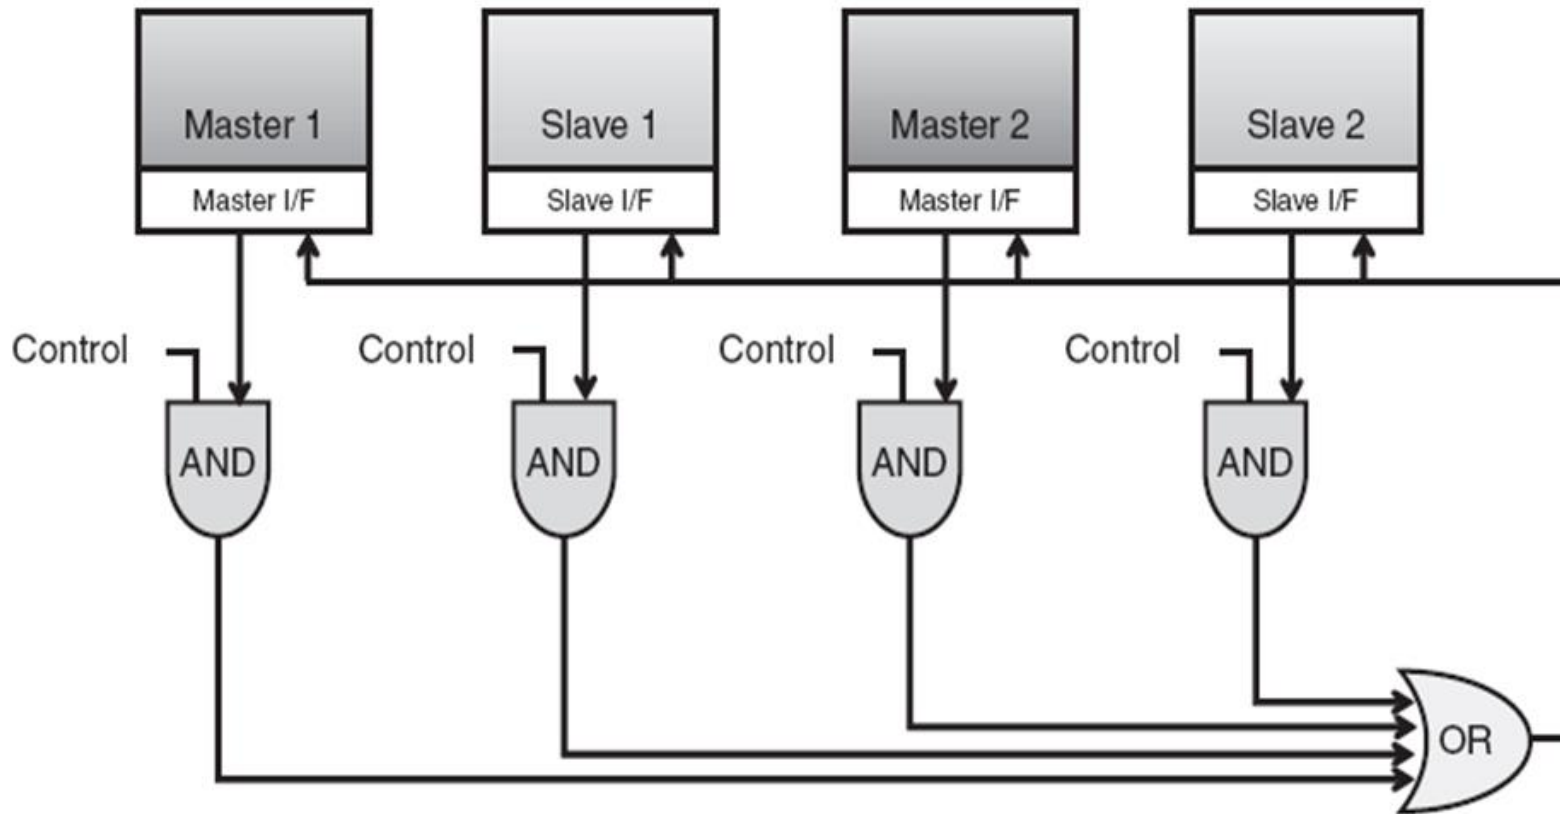 Master 1
Slave 1
Master 2
Slave 2
Master I/F
Slave I/F
Master I/F
Slave I/F
Control
Control
Control
Control
AND
AND
AND
AND
OR